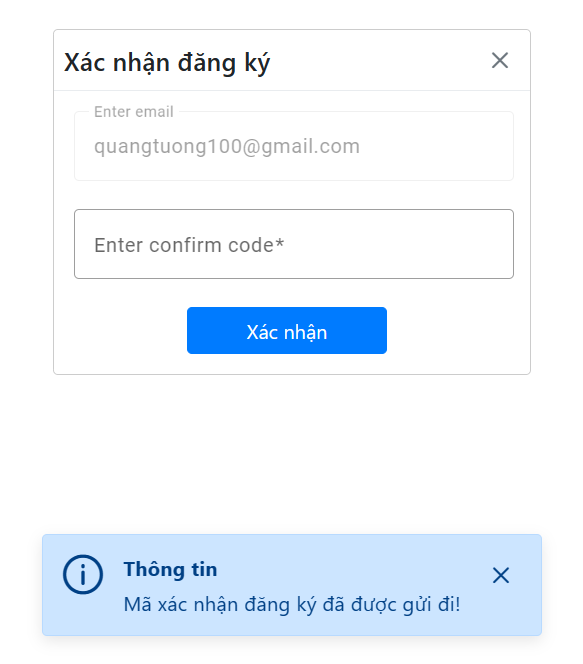 Xác nhận đăng ký
Enter email
quangtuong100@gmail.com
Enter confirm code*
Xác nhận
Thông tin
Mã xác nhận đăng ký đã được gửi đi!